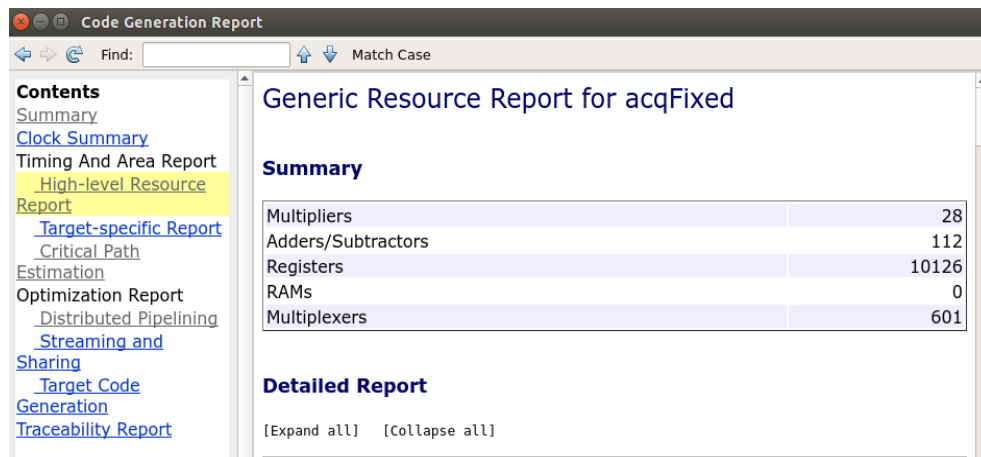 Code Generation Report
Find:
Match Case
Contents
Summary
Clock Summary
Timing And Area Report
High-level Resource
Report
Target-specific Report
Critical Path
Estimation
Optimization Report
Distributed Pipelining
Streaming and
Sharing
Target Code
Generation
Traceability Report
Generic Resource Report for acqFixed
Summary
Multipliers 28
Adders/Subtractors 112
Registers 10126
RAMs 0
Multiplexers 601
Detailed Report
[Expand all] [Collapse all]